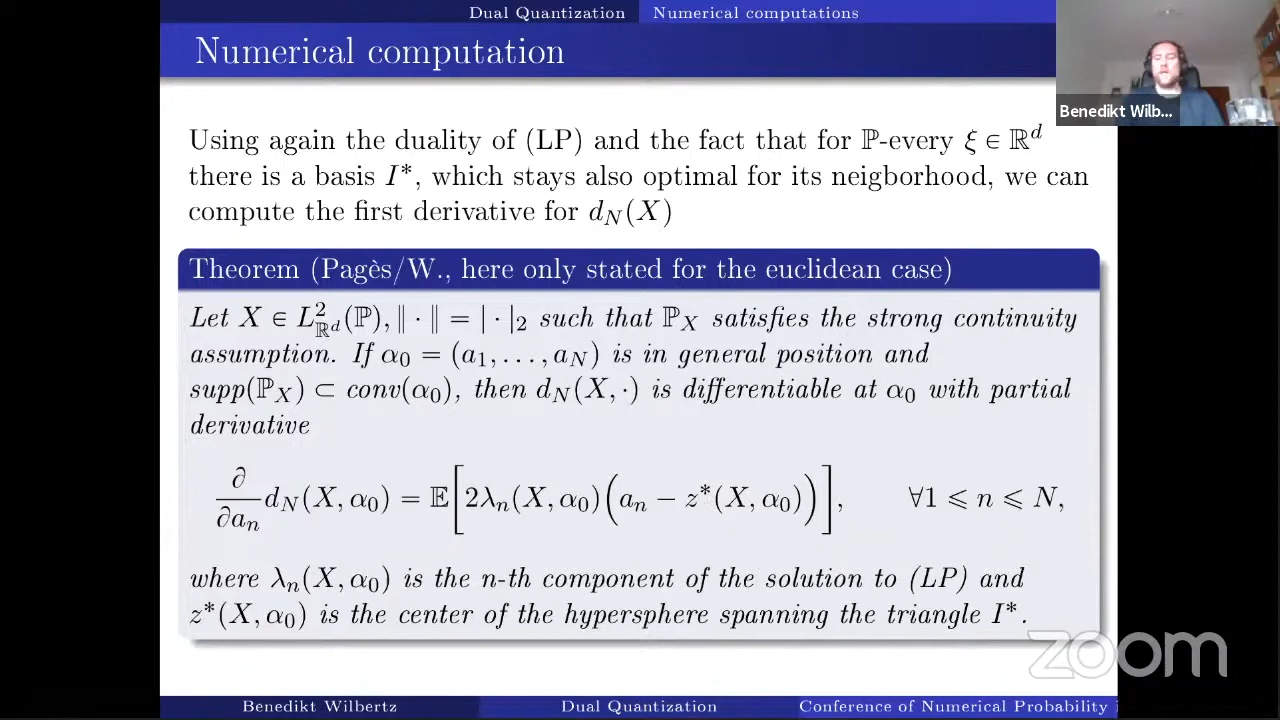 Dual Quantization Numerical computations
Numerical computation
Benedikt Wilb...
Using again the duality of (LP) and the fact that for ℙ-every ξ ∈ ℝ^d
there is a basis I*, which stays also optimal for its neigborhood, we can
compute the first derivative for d_N(X)
Theorem (Pagès/W., here only stated for the euclidean case)
Let X ∈ L²_{ℝ^d}(ℙ), ‖ · ‖ = | · |₂ such that ℙ_X satisfies the strong continuity
assumption. If α₀ = (a₁, . . . , a_N) is in general position and
supp(ℙ_X) ⊂ conv(α₀), then d_N(X, ·) is differentiable at α₀ with partial
derivative
∂/∂a_n d_N(X, α₀) = 𝔼[2λ_n(X, α₀)(a_n − z*(X, α₀))], ∀1 ⩽ n ⩽ N,
where λ_n(X, α₀) is the n-th component of the solution to (LP) and
z*(X, α₀) is the center of the hypersphere spanning the triangle I*.
zoom
Benedikt Wilbertz Dual Quantization Conference of Numerical Probability